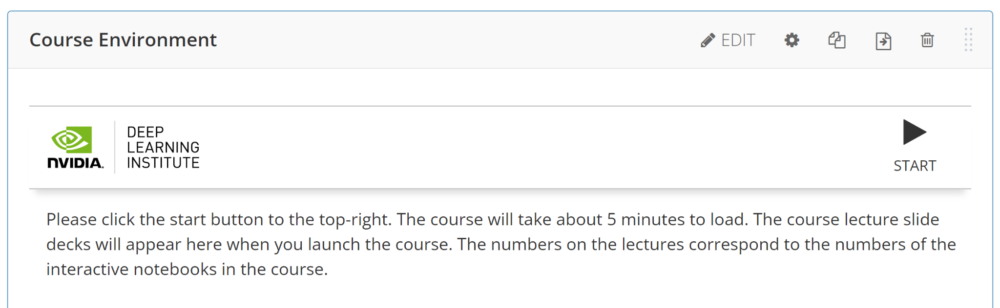 Course Environment
EDIT
NVIDIA.
DEEP
LEARNING
INSTITUTE
START
Please click the start button to the top-right. The course will take about 5 minutes to load. The course lecture slide
decks will appear here when you launch the course. The numbers on the lectures correspond to the numbers of the
interactive notebooks in the course.